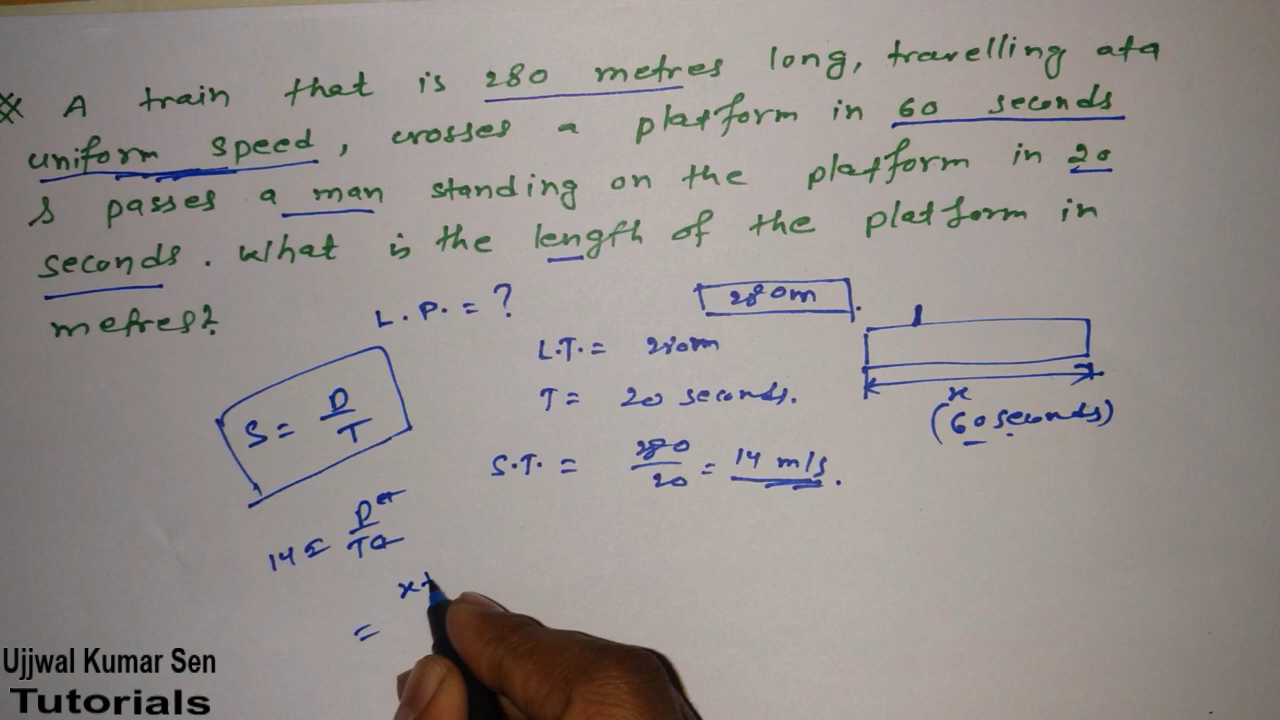 ※ A train that is 280 metres long, travelling at a
uniform speed, crosses a platform in 60 seconds
& passes a man standing on the platform in 20
seconds. What is the length of the platform in
metres?
L.P. = ?
280m
L.T. = 280m
T = 20 seconds.
S.T. = 280/20 = 14 m/s.
x
(60 seconds)
S = D/T
14 = D/T
= x+
Ujjwal Kumar Sen
Tutorials